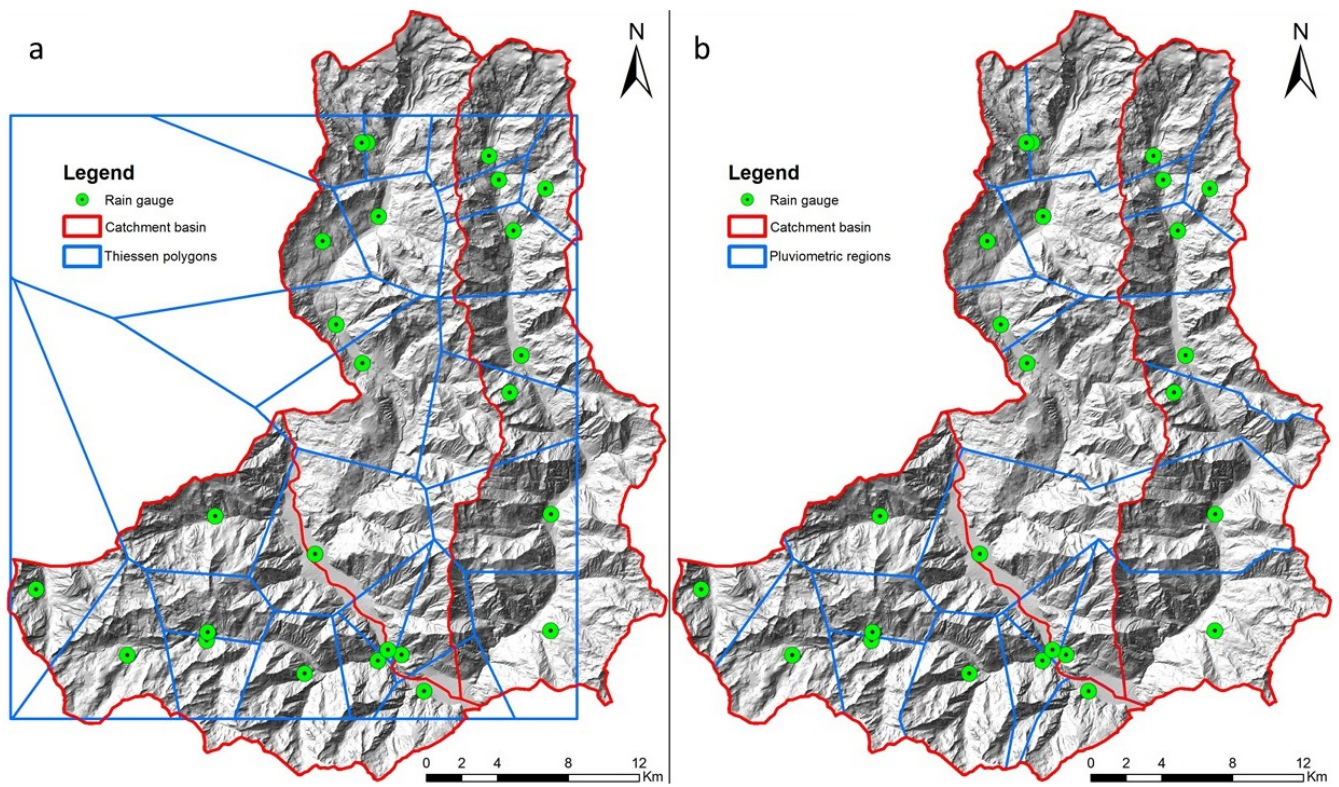 a
N
Legend
Rain gauge
Catchment basin
Thiessen polygons
0 2 4 8 12
Km
b
N
Legend
Rain gauge
Catchment basin
Pluviometric regions
0 2 4 8 12
Km